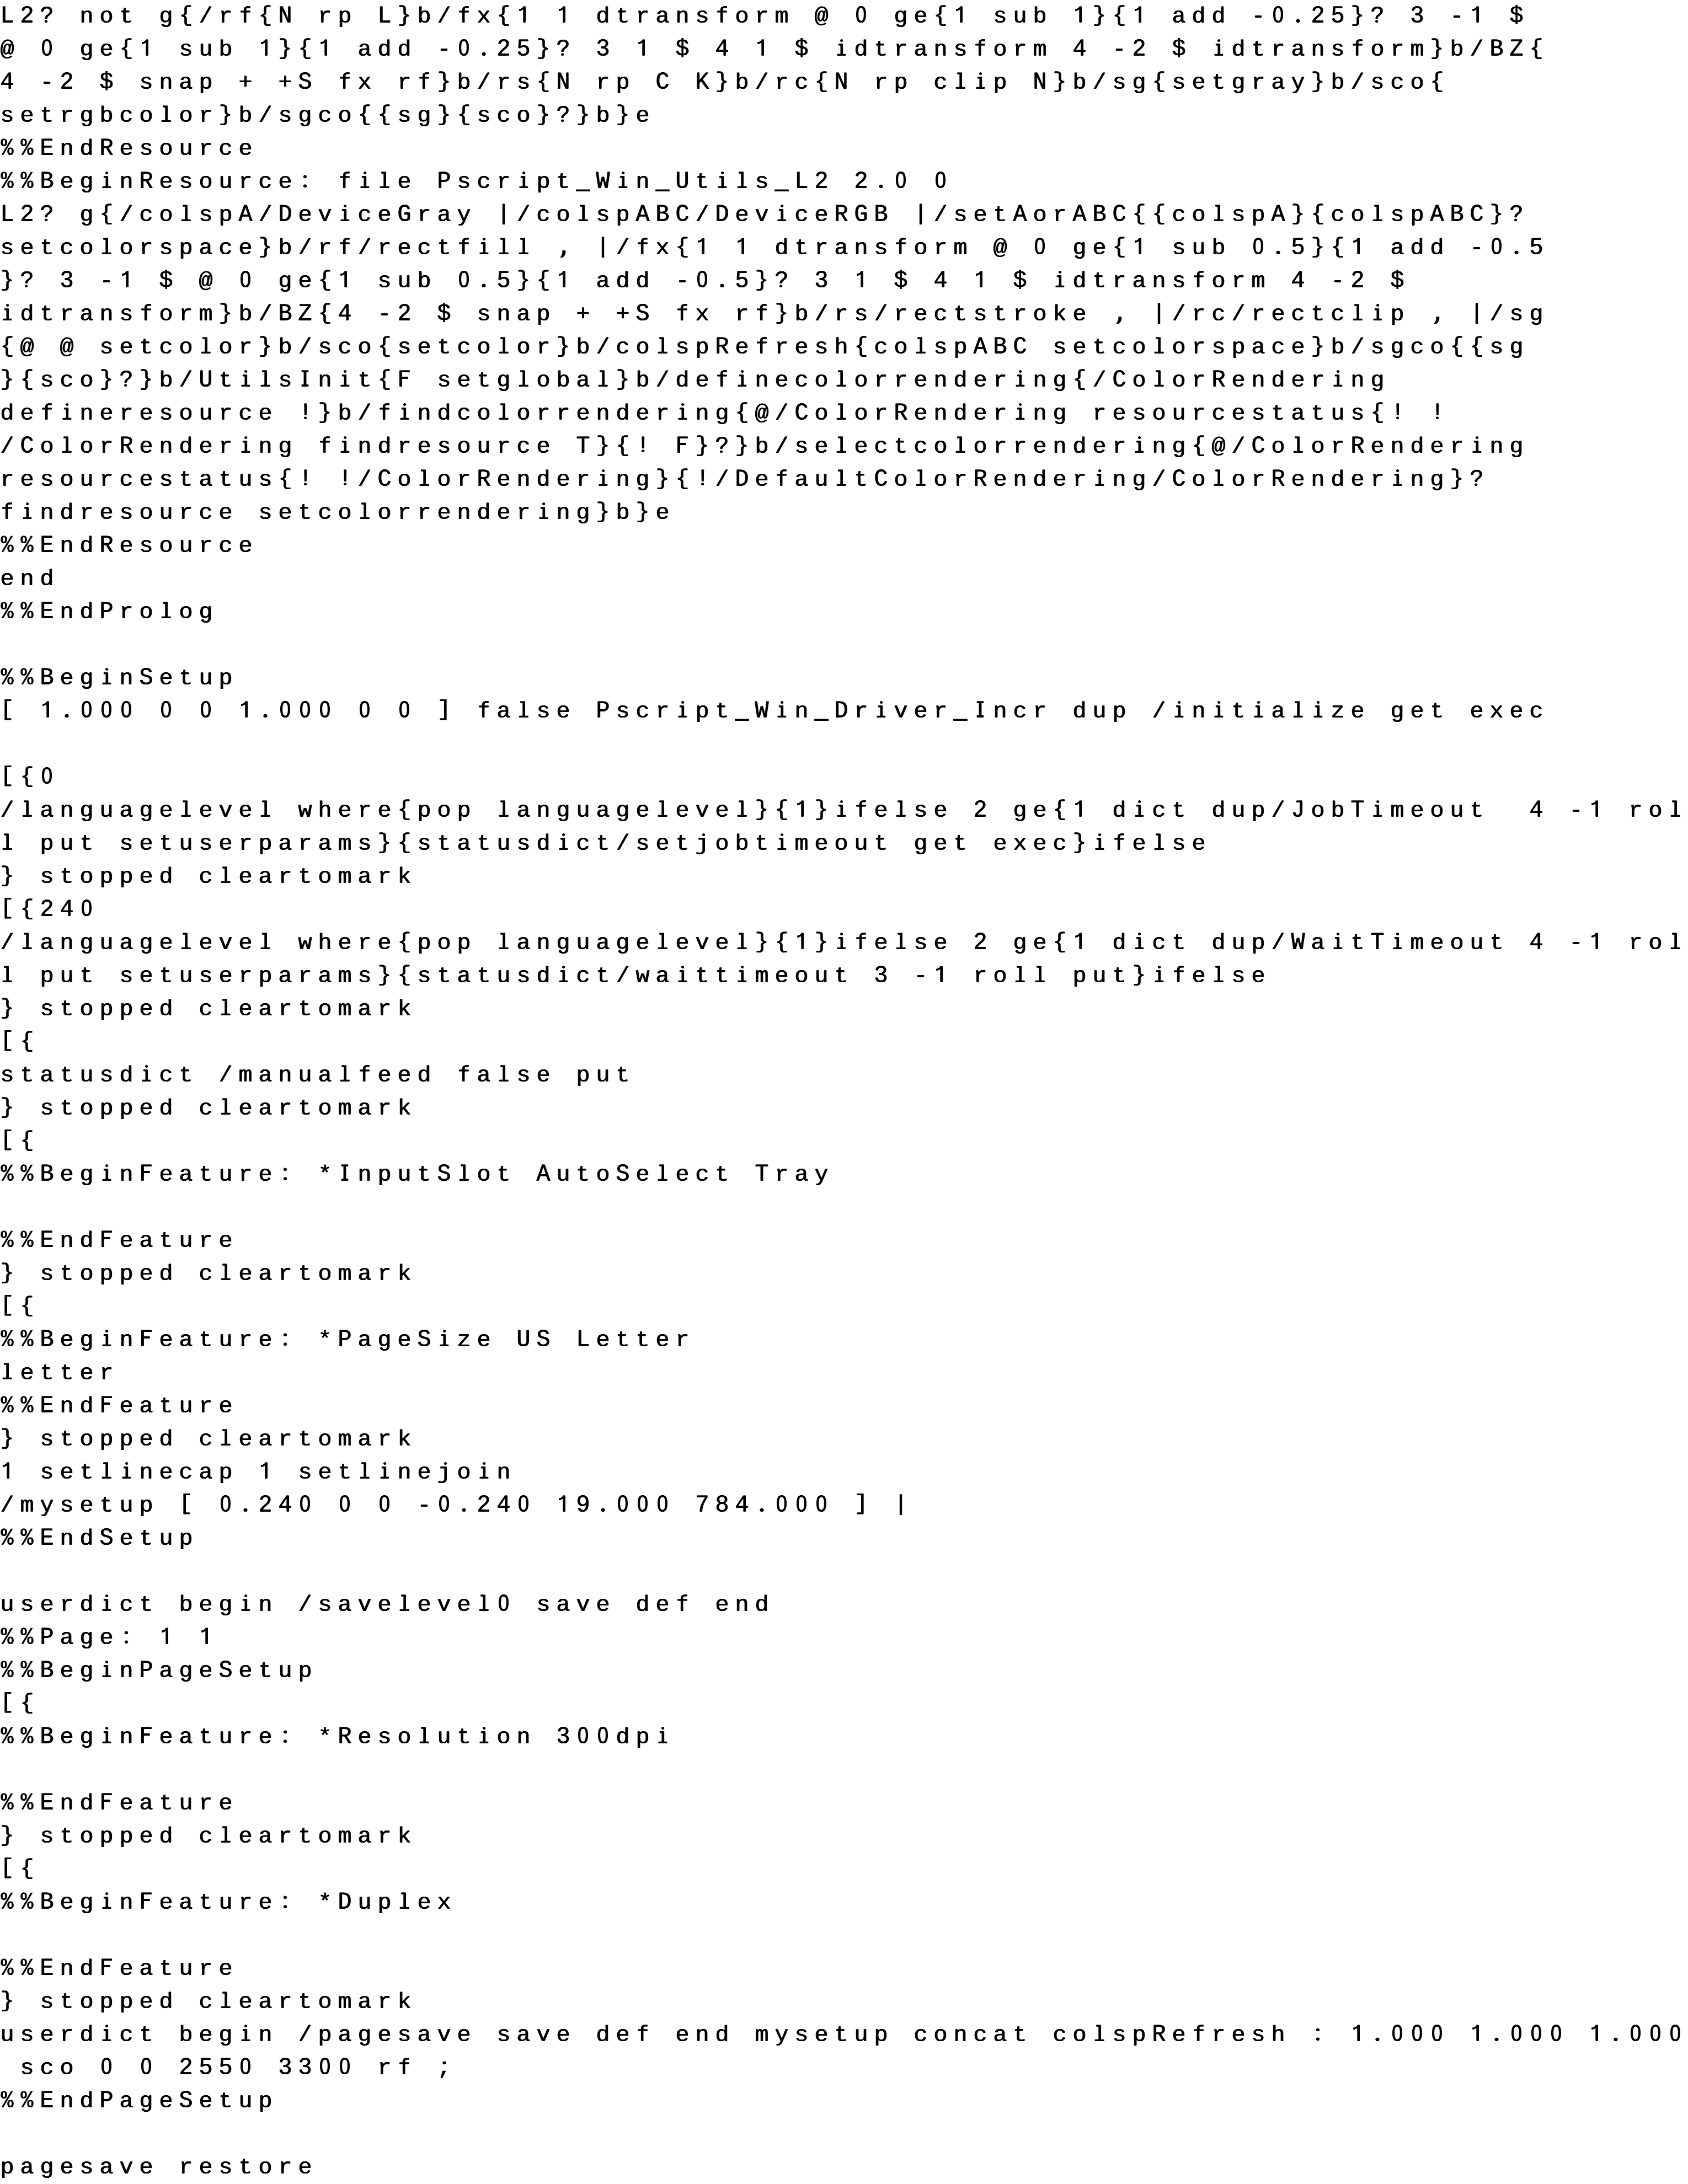 L2? not g{/rf{N rp L}b/fx{1 1 dtransform @ 0 ge{1 sub 1}{1 add -0.25}? 3 -1 $
@ 0 ge{1 sub 1}{1 add -0.25}? 3 1 $ 4 1 $ idtransform 4 -2 $ idtransform}b/BZ{
4 -2 $ snap + +S fx rf}b/rs{N rp C K}b/rc{N rp clip N}b/sg{setgray}b/sco{
setrgbcolor}b/sgco{{sg}{sco}?}b}e
%%EndResource
%%BeginResource: file Pscript_Win_Utils_L2 2.0 0
L2? g{/colspA/DeviceGray |/colspABC/DeviceRGB |/setAorABC{{colspA}{colspABC}?
setcolorspace}b/rf/rectfill , |/fx{1 1 dtransform @ 0 ge{1 sub 0.5}{1 add -0.5
}? 3 -1 $ @ 0 ge{1 sub 0.5}{1 add -0.5}? 3 1 $ 4 1 $ idtransform 4 -2 $
idtransform}b/BZ{4 -2 $ snap + +S fx rf}b/rs/rectstroke , |/rc/rectclip , |/sg
{@ @ setcolor}b/sco{setcolor}b/colspRefresh{colspABC setcolorspace}b/sgco{{sg
}{sco}?}b/UtilsInit{F setglobal}b/definecolorrendering{/ColorRendering
defineresource !}b/findcolorrendering{@/ColorRendering resourcestatus{! !
/ColorRendering findresource T}{! F}?}b/selectcolorrendering{@/ColorRendering
resourcestatus{! !/ColorRendering}{!/DefaultColorRendering/ColorRendering}?
findresource setcolorrendering}b}e
%%EndResource
end
%%EndProlog

%%BeginSetup
[ 1.000 0 0 1.000 0 0 ] false Pscript_Win_Driver_Incr dup /initialize get exec

[{0
/languagelevel where{pop languagelevel}{1}ifelse 2 ge{1 dict dup/JobTimeout  4 -1 rol
l put setuserparams}{statusdict/setjobtimeout get exec}ifelse
} stopped cleartomark
[{240
/languagelevel where{pop languagelevel}{1}ifelse 2 ge{1 dict dup/WaitTimeout 4 -1 rol
l put setuserparams}{statusdict/waittimeout 3 -1 roll put}ifelse
} stopped cleartomark
[{
statusdict /manualfeed false put
} stopped cleartomark
[{
%%BeginFeature: *InputSlot AutoSelect Tray

%%EndFeature
} stopped cleartomark
[{
%%BeginFeature: *PageSize US Letter
letter
%%EndFeature
} stopped cleartomark
1 setlinecap 1 setlinejoin
/mysetup [ 0.240 0 0 -0.240 19.000 784.000 ] |
%%EndSetup

userdict begin /savelevel0 save def end
%%Page: 1 1
%%BeginPageSetup
[{
%%BeginFeature: *Resolution 300dpi

%%EndFeature
} stopped cleartomark
[{
%%BeginFeature: *Duplex

%%EndFeature
} stopped cleartomark
userdict begin /pagesave save def end mysetup concat colspRefresh : 1.000 1.000 1.000
 sco 0 0 2550 3300 rf ;
%%EndPageSetup

pagesave restore